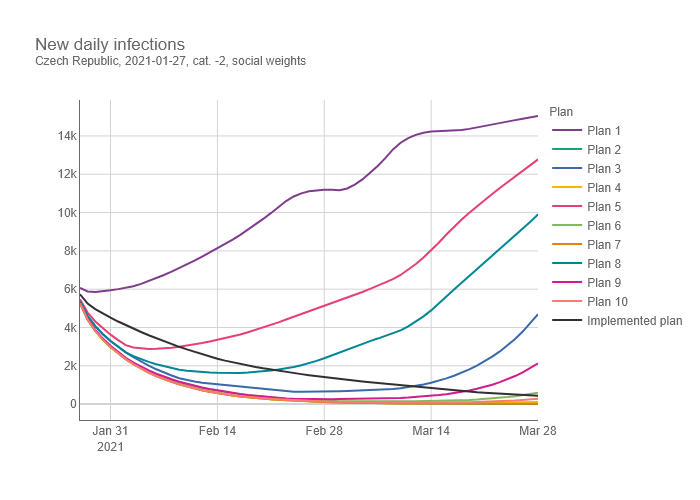 New daily infections
Czech Republic, 2021-01-27, cat. -2, social weights
Plan
Plan 1
Plan 2
Plan 3
Plan 4
Plan 5
Plan 6
Plan 7
Plan 8
Plan 9
Plan 10
Implemented plan
14k
12k
10k
8k
6k
4k
2k
0
Jan 31 Feb 14 Feb 28 Mar 14 Mar 28
2021